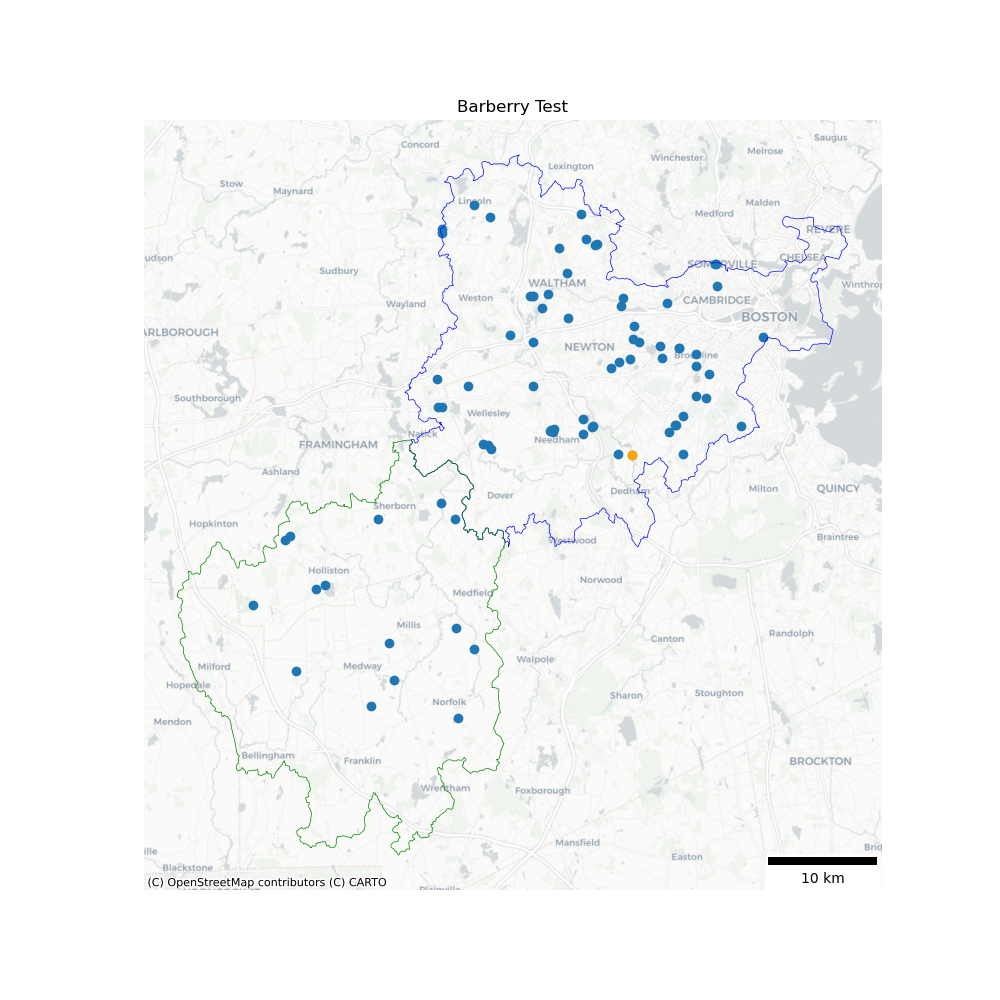 Barberry Test
Saugus
Concord
Melrose
Winchester
Lexington
Stow
Maynard
Lincoln
Malden
Medford
REVERE
udson
SOMERVILLE
CHELSEA
Sudbury
WALTHAM
Winthrop
Weston
CAMBRIDGE
Wayland
BOSTON
ARLBOROUGH
NEWTON
Brookline
Southborough
Wellesley
Natick
Needham
FRAMINGHAM
Ashland
Milton
QUINCY
Dedham
Dover
Sherborn
Hopkinton
Braintree
Westwood
Holliston
Norwood
Medfield
Millis
Randolph
Canton
Walpole
Milford
Medway
Hopedale
Sharon
Stoughton
Norfolk
Mendon
Bellingham
Franklin
BROCKTON
Wrentham
Foxborough
Mansfield
ille
Brid
Easton
Blackstone
10 km
(C) OpenStreetMap contributors (C) CARTO
Plainville